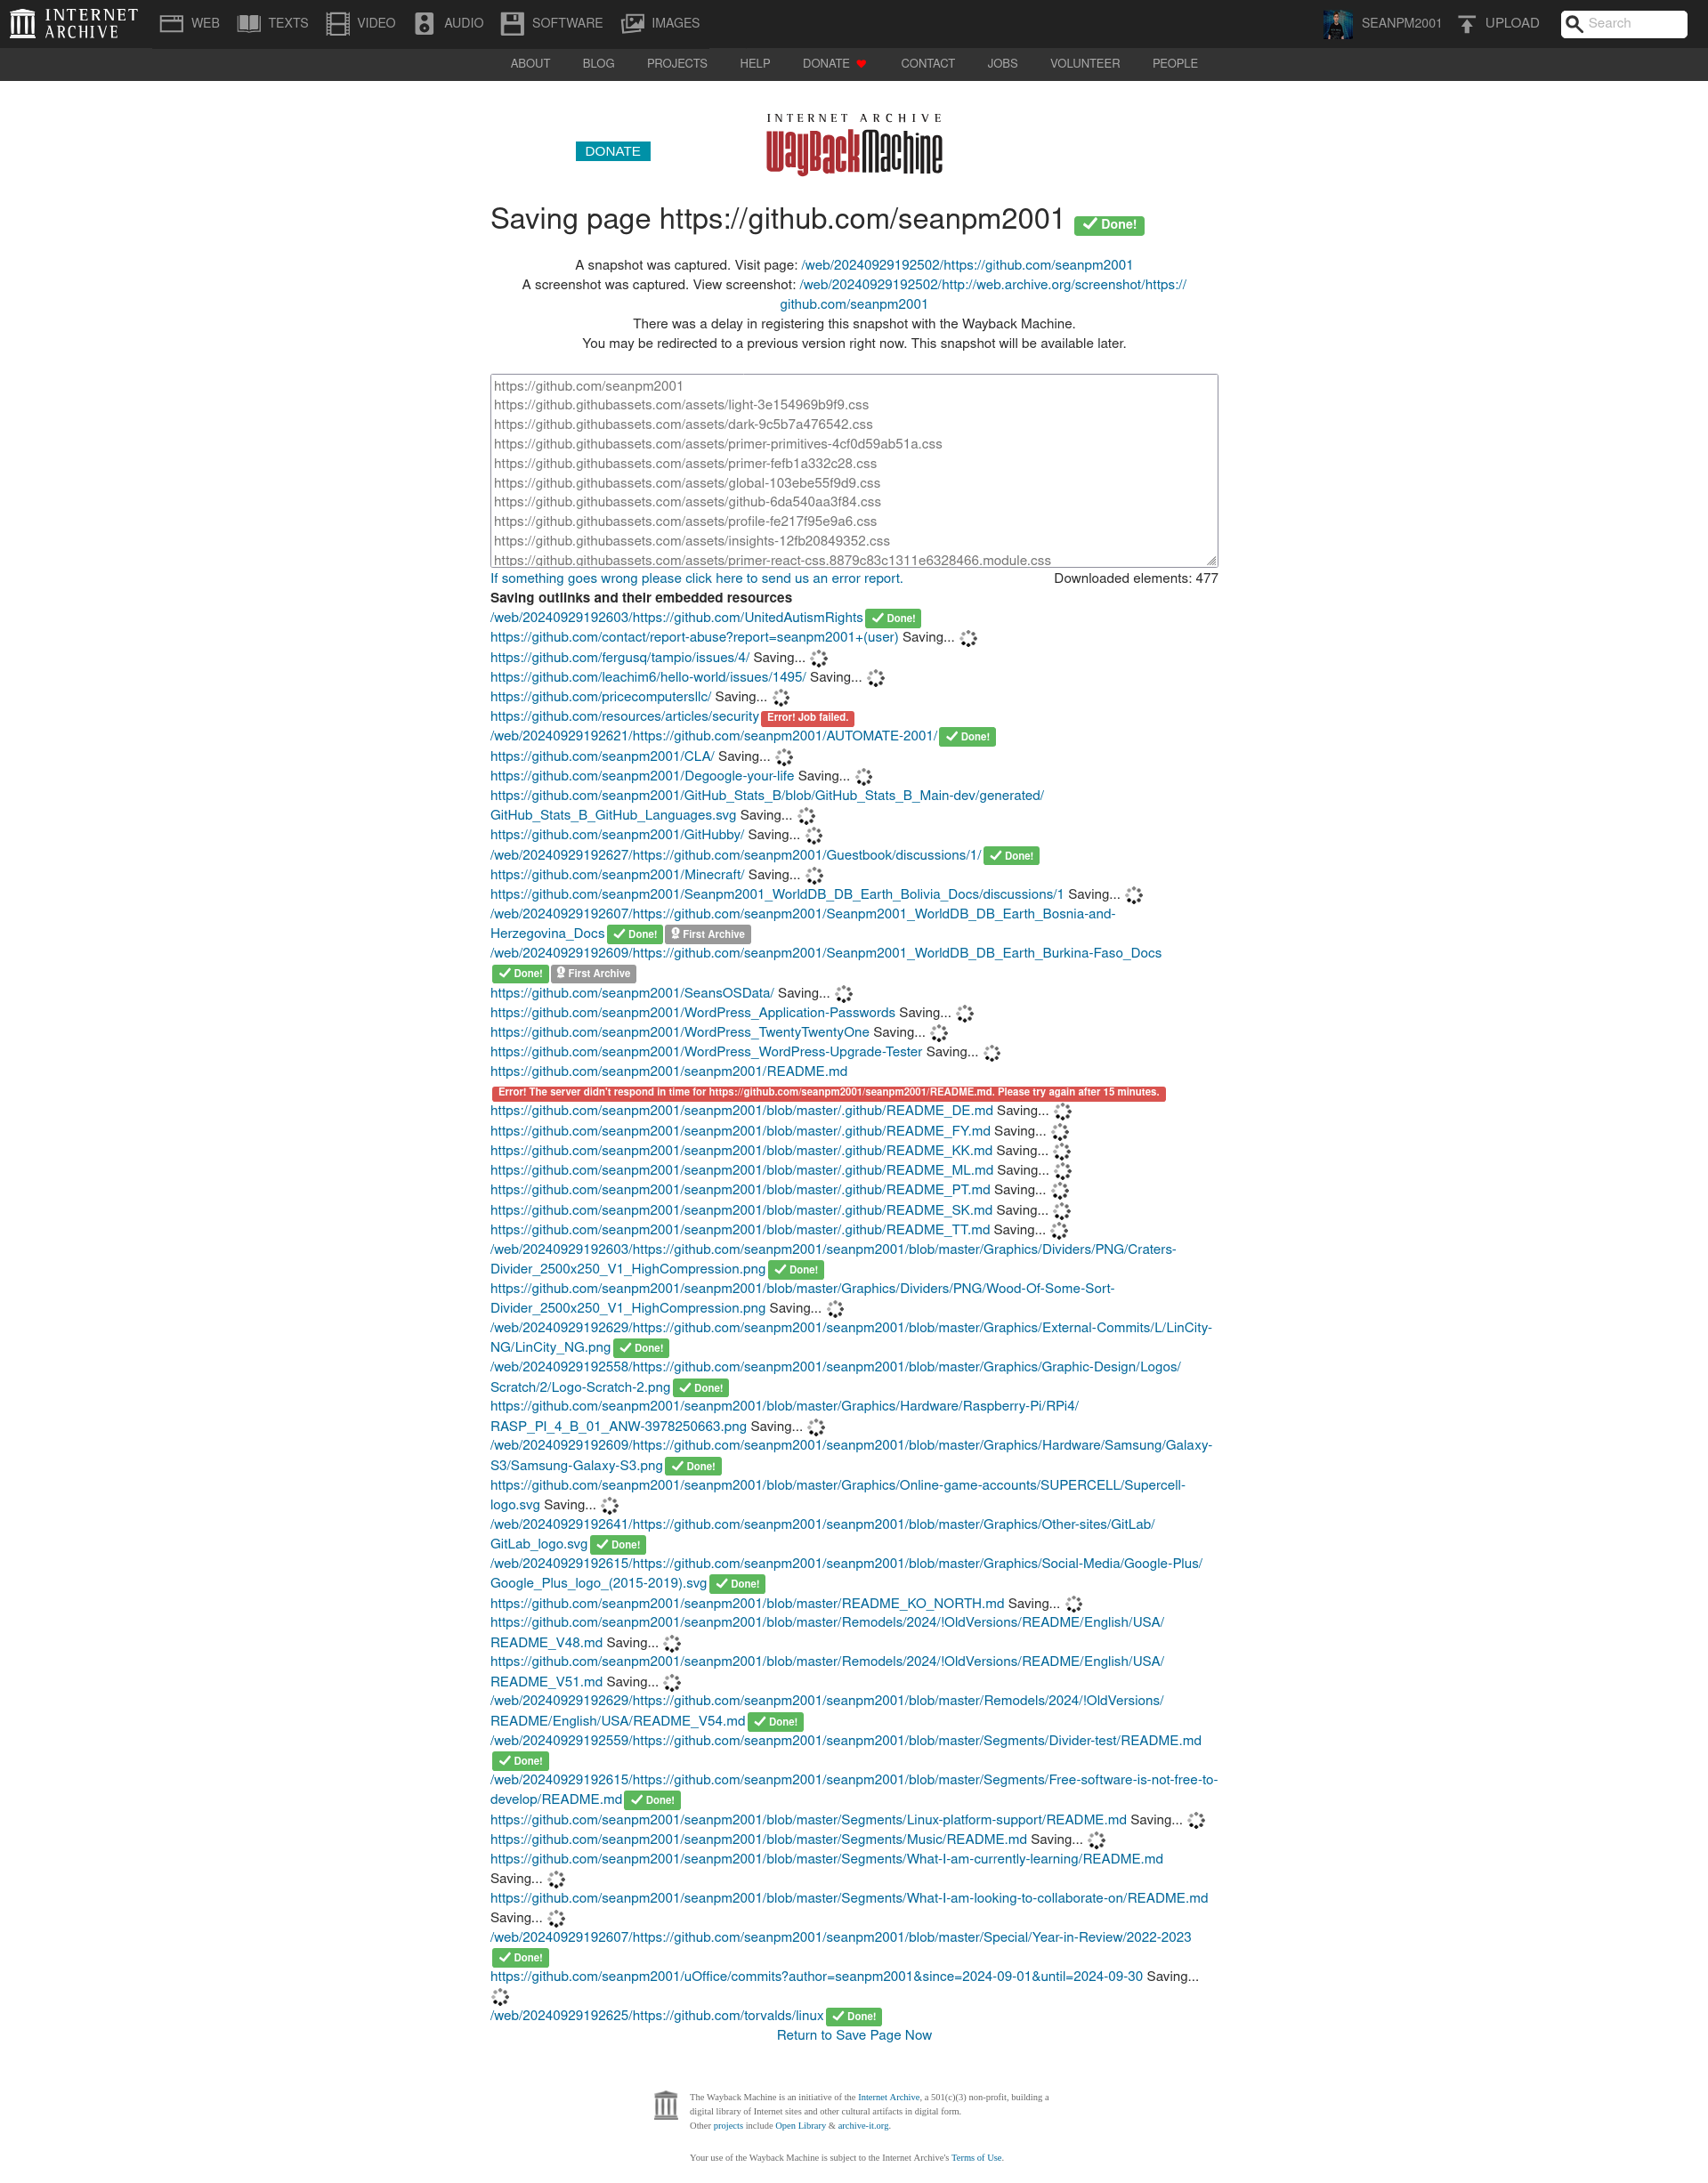 INTERNET ARCHIVE
WEB TEXTS VIDEO AUDIO SOFTWARE IMAGES SEANPM2001 UPLOAD Search
ABOUT BLOG PROJECTS HELP DONATE CONTACT JOBS VOLUNTEER PEOPLE
INTERNET ARCHIVE
DONATE WayBackMachine
Saving page https://github.com/seanpm2001 Done!
A snapshot was captured. Visit page: /web/20240929192502/https://github.com/seanpm2001
A screenshot was captured. View screenshot: /web/20240929192502/http://web.archive.org/screenshot/https://
github.com/seanpm2001
There was a delay in registering this snapshot with the Wayback Machine.
You may be redirected to a previous version right now. This snapshot will be available later.
https://github.com/seanpm2001
https://github.githubassets.com/assets/light-3e154969b9f9.css
https://github.githubassets.com/assets/dark-9c5b7a476542.css
https://github.githubassets.com/assets/primer-primitives-4cf0d59ab51a.css
https://github.githubassets.com/assets/primer-fefb1a332c28.css
https://github.githubassets.com/assets/global-103ebe55f9d9.css
https://github.githubassets.com/assets/github-6da540aa3f84.css
https://github.githubassets.com/assets/profile-fe217f95e9a6.css
https://github.githubassets.com/assets/insights-12fb20849352.css
https://github.githubassets.com/assets/primer-react-css.8879c83c1311e6328466.module.css
If something goes wrong please click here to send us an error report. Downloaded elements: 477
Saving outlinks and their embedded resources
/web/20240929192603/https://github.com/UnitedAutismRights Done!
https://github.com/contact/report-abuse?report=seanpm2001+(user) Saving...
https://github.com/fergusq/tampio/issues/4/ Saving...
https://github.com/leachim6/hello-world/issues/1495/ Saving...
https://github.com/pricecomputersllc/ Saving...
https://github.com/resources/articles/security Error! Job failed.
/web/20240929192621/https://github.com/seanpm2001/AUTOMATE-2001/ Done!
https://github.com/seanpm2001/CLA/ Saving...
https://github.com/seanpm2001/Degoogle-your-life Saving...
https://github.com/seanpm2001/GitHub_Stats_B/blob/GitHub_Stats_B_Main-dev/generated/
GitHub_Stats_B_GitHub_Languages.svg Saving...
https://github.com/seanpm2001/GitHubby/ Saving...
/web/20240929192627/https://github.com/seanpm2001/Guestbook/discussions/1/ Done!
https://github.com/seanpm2001/Minecraft/ Saving...
https://github.com/seanpm2001/Seanpm2001_WorldDB_DB_Earth_Bolivia_Docs/discussions/1 Saving...
/web/20240929192607/https://github.com/seanpm2001/Seanpm2001_WorldDB_DB_Earth_Bosnia-and-
Herzegovina_Docs Done! First Archive
/web/20240929192609/https://github.com/seanpm2001/Seanpm2001_WorldDB_DB_Earth_Burkina-Faso_Docs
Done! First Archive
https://github.com/seanpm2001/SeansOSData/ Saving...
https://github.com/seanpm2001/WordPress_Application-Passwords Saving...
https://github.com/seanpm2001/WordPress_TwentyTwentyOne Saving...
https://github.com/seanpm2001/WordPress_WordPress-Upgrade-Tester Saving...
https://github.com/seanpm2001/seanpm2001/README.md
Error! The server didn't respond in time for https://github.com/seanpm2001/seanpm2001/README.md. Please try again after 15 minutes.
https://github.com/seanpm2001/seanpm2001/blob/master/.github/README_DE.md Saving...
https://github.com/seanpm2001/seanpm2001/blob/master/.github/README_FY.md Saving...
https://github.com/seanpm2001/seanpm2001/blob/master/.github/README_KK.md Saving...
https://github.com/seanpm2001/seanpm2001/blob/master/.github/README_ML.md Saving...
https://github.com/seanpm2001/seanpm2001/blob/master/.github/README_PT.md Saving...
https://github.com/seanpm2001/seanpm2001/blob/master/.github/README_SK.md Saving...
https://github.com/seanpm2001/seanpm2001/blob/master/.github/README_TT.md Saving...
/web/20240929192603/https://github.com/seanpm2001/seanpm2001/blob/master/Graphics/Dividers/PNG/Craters-
Divider_2500x250_V1_HighCompression.png Done!
https://github.com/seanpm2001/seanpm2001/blob/master/Graphics/Dividers/PNG/Wood-Of-Some-Sort-
Divider_2500x250_V1_HighCompression.png Saving...
/web/20240929192629/https://github.com/seanpm2001/seanpm2001/blob/master/Graphics/External-Commits/L/LinCity-
NG/LinCity_NG.png Done!
/web/20240929192558/https://github.com/seanpm2001/seanpm2001/blob/master/Graphics/Graphic-Design/Logos/
Scratch/2/Logo-Scratch-2.png Done!
https://github.com/seanpm2001/seanpm2001/blob/master/Graphics/Hardware/Raspberry-Pi/RPi4/
RASP_PI_4_B_01_ANW-3978250663.png Saving...
/web/20240929192609/https://github.com/seanpm2001/seanpm2001/blob/master/Graphics/Hardware/Samsung/Galaxy-
S3/Samsung-Galaxy-S3.png Done!
https://github.com/seanpm2001/seanpm2001/blob/master/Graphics/Online-game-accounts/SUPERCELL/Supercell-
logo.svg Saving...
/web/20240929192641/https://github.com/seanpm2001/seanpm2001/blob/master/Graphics/Other-sites/GitLab/
GitLab_logo.svg Done!
/web/20240929192615/https://github.com/seanpm2001/seanpm2001/blob/master/Graphics/Social-Media/Google-Plus/
Google_Plus_logo_(2015-2019).svg Done!
https://github.com/seanpm2001/seanpm2001/blob/master/README_KO_NORTH.md Saving...
https://github.com/seanpm2001/seanpm2001/blob/master/Remodels/2024/!OldVersions/README/English/USA/
README_V48.md Saving...
https://github.com/seanpm2001/seanpm2001/blob/master/Remodels/2024/!OldVersions/README/English/USA/
README_V51.md Saving...
/web/20240929192629/https://github.com/seanpm2001/seanpm2001/blob/master/Remodels/2024/!OldVersions/
README/English/USA/README_V54.md Done!
/web/20240929192559/https://github.com/seanpm2001/seanpm2001/blob/master/Segments/Divider-test/README.md
Done!
/web/20240929192615/https://github.com/seanpm2001/seanpm2001/blob/master/Segments/Free-software-is-not-free-to-
develop/README.md Done!
https://github.com/seanpm2001/seanpm2001/blob/master/Segments/Linux-platform-support/README.md Saving...
https://github.com/seanpm2001/seanpm2001/blob/master/Segments/Music/README.md Saving...
https://github.com/seanpm2001/seanpm2001/blob/master/Segments/What-I-am-currently-learning/README.md
Saving...
https://github.com/seanpm2001/seanpm2001/blob/master/Segments/What-I-am-looking-to-collaborate-on/README.md
Saving...
/web/20240929192607/https://github.com/seanpm2001/seanpm2001/blob/master/Special/Year-in-Review/2022-2023
Done!
https://github.com/seanpm2001/uOffice/commits?author=seanpm2001&since=2024-09-01&until=2024-09-30 Saving...
/web/20240929192625/https://github.com/torvalds/linux Done!
Return to Save Page Now
The Wayback Machine is an initiative of the Internet Archive, a 501(c)(3) non-profit, building a
digital library of Internet sites and other cultural artifacts in digital form.
Other projects include Open Library & archive-it.org.
Your use of the Wayback Machine is subject to the Internet Archive's Terms of Use.